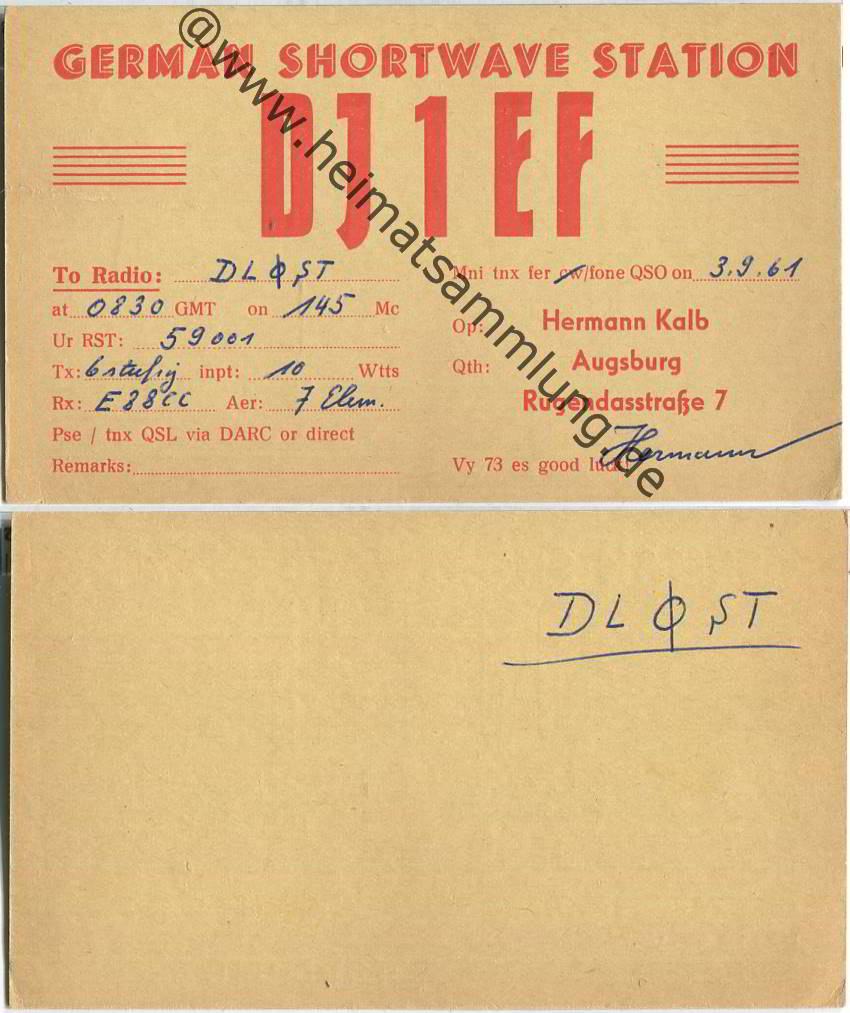 GERMAN SHORTWAVE STATION
DJ1EF
To Radio: DLØST
at 0830 GMT on 145 Mc
Ur RST: 59001
Tx: 6stufig inpt: 10 Wtts
Rx: E88CC Aer: 7 Elem.
Pse / tnx QSL via DARC or direct
Remarks:
Mni tnx fer cw/fone QSO on 3.9.61
Op: Hermann Kalb
Qth: Augsburg
Rugendasstraße 7
Vy 73 es good luck
Hermann
@www.heimatsammlung.de
DLØST